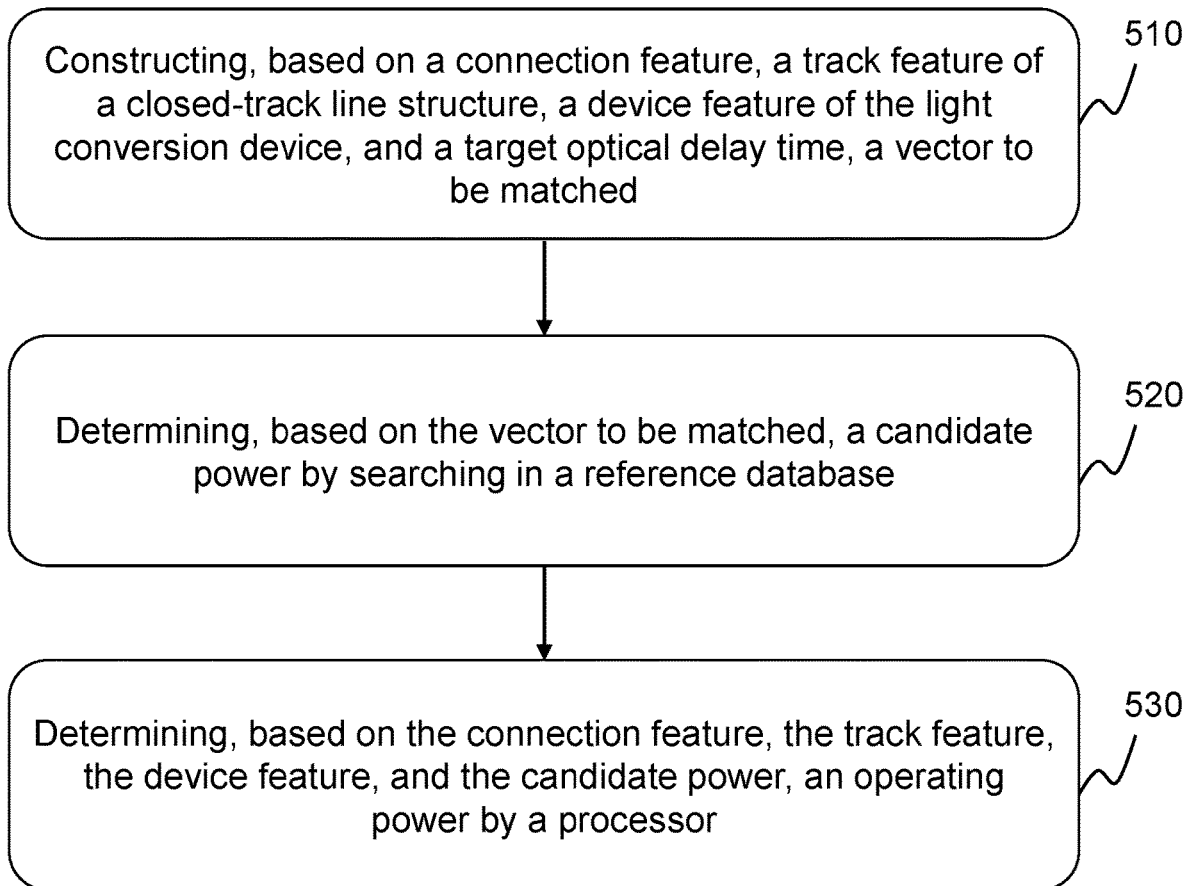 510
Constructing, based on a connection feature, a track feature of
a closed-track line structure, a device feature of the light
conversion device, and a target optical delay time, a vector to
be matched
520
Determining, based on the vector to be matched, a candidate
power by searching in a reference database
530
Determining, based on the connection feature, the track feature,
the device feature, and the candidate power, an operating
power by a processor